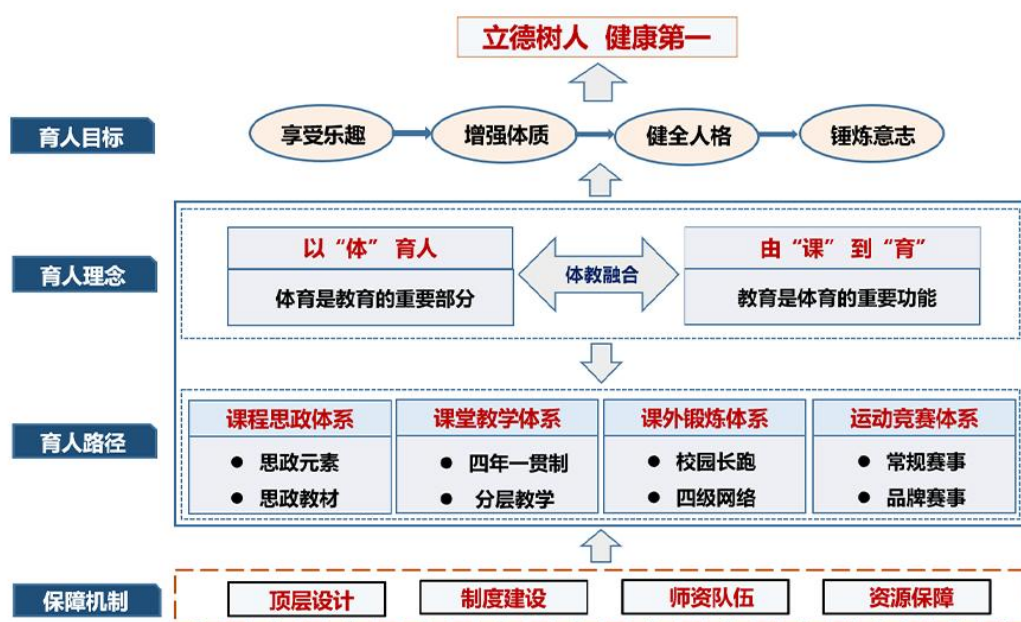 立德树人 健康第一
育人目标
享受乐趣
增强体质
健全人格
锤炼意志
育人理念
以“体”育人
体育是教育的重要部分
体教融合
由“课”到“育”
教育是体育的重要功能
育人路径
课程思政体系
● 思政元素
● 思政教材
课堂教学体系
● 四年一贯制
● 分层教学
课外锻炼体系
● 校园长跑
● 四级网络
运动竞赛体系
● 常规赛事
● 品牌赛事
保障机制
顶层设计
制度建设
师资队伍
资源保障